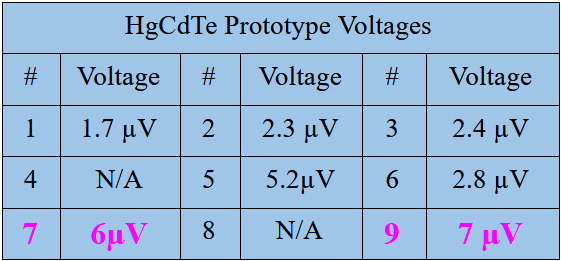 HgCdTe Prototype Voltages
# Voltage # Voltage # Voltage
1 1.7 µV 2 2.3 µV 3 2.4 µV
4 N/A 5 5.2µV 6 2.8 µV
7 6µV 8 N/A 9 7 µV